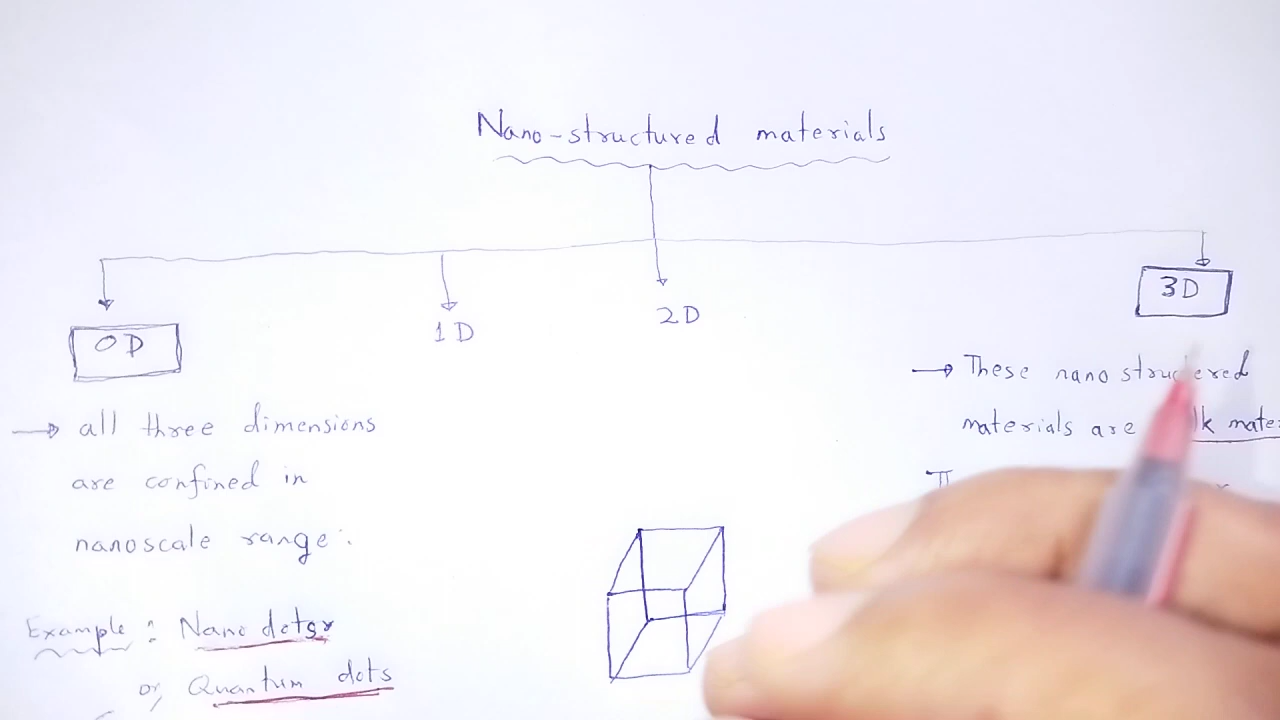 Nano-structured materials
0D
1D
2D
3D
→ all three dimensions
are confined in
nanoscale range.
Example : Nano dots
or, Quantum dots
→ These nano
materials are